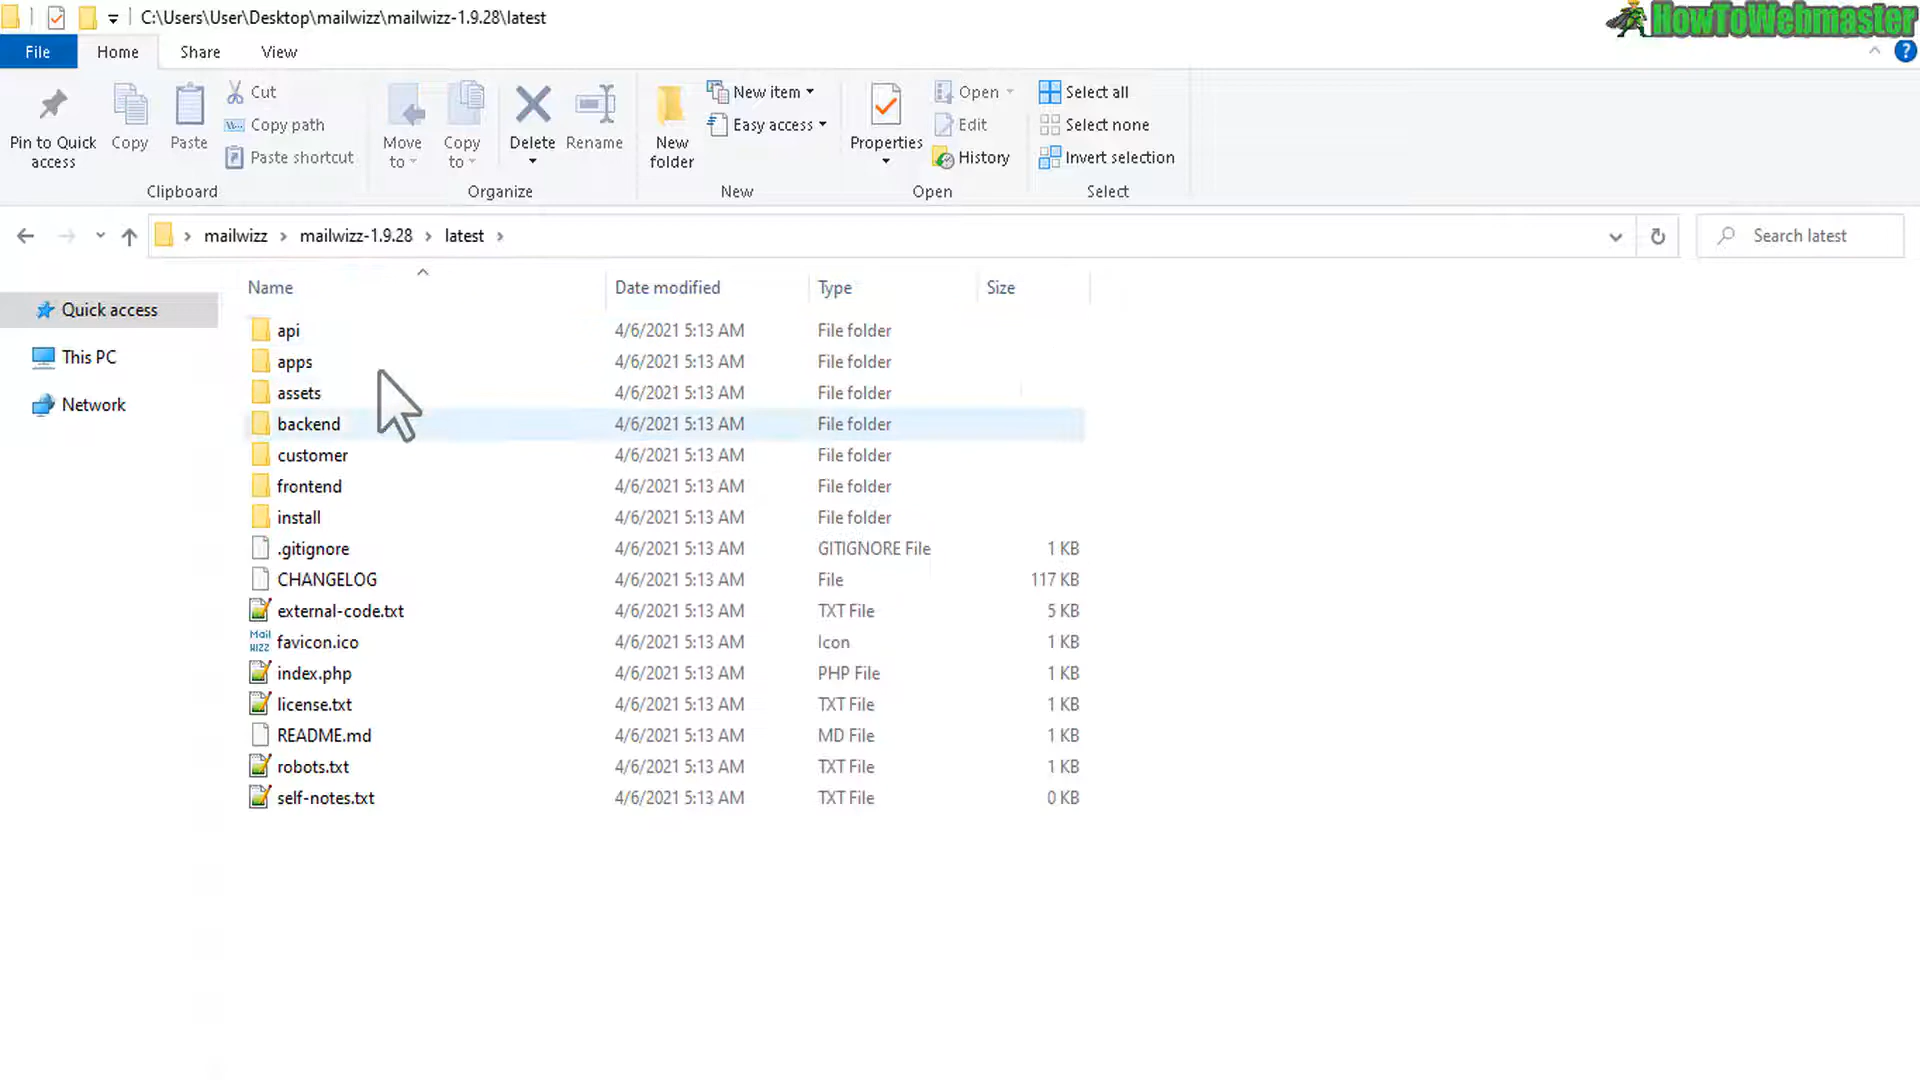 C:\Users\User\Desktop\mailwizz\mailwizz-1.9.28\latest
HowToWebmaster
File Home Share View
?
Pin to Quick access
Copy
Paste
Cut
Copy path
Paste shortcut
Clipboard
Move to
Copy to
Delete
Rename
Organize
New folder
New item
Easy access
New
Properties
Open
Edit
History
Open
Select all
Select none
Invert selection
Select
mailwizz > mailwizz-1.9.28 > latest >
Search latest
Quick access
This PC
Network
Name Date modified Type Size
api 4/6/2021 5:13 AM File folder
apps 4/6/2021 5:13 AM File folder
assets 4/6/2021 5:13 AM File folder
backend 4/6/2021 5:13 AM File folder
customer 4/6/2021 5:13 AM File folder
frontend 4/6/2021 5:13 AM File folder
install 4/6/2021 5:13 AM File folder
.gitignore 4/6/2021 5:13 AM GITIGNORE File 1 KB
CHANGELOG 4/6/2021 5:13 AM File 117 KB
external-code.txt 4/6/2021 5:13 AM TXT File 5 KB
Mail WIZZ favicon.ico 4/6/2021 5:13 AM Icon 1 KB
index.php 4/6/2021 5:13 AM PHP File 1 KB
license.txt 4/6/2021 5:13 AM TXT File 1 KB
README.md 4/6/2021 5:13 AM MD File 1 KB
robots.txt 4/6/2021 5:13 AM TXT File 1 KB
self-notes.txt 4/6/2021 5:13 AM TXT File 0 KB